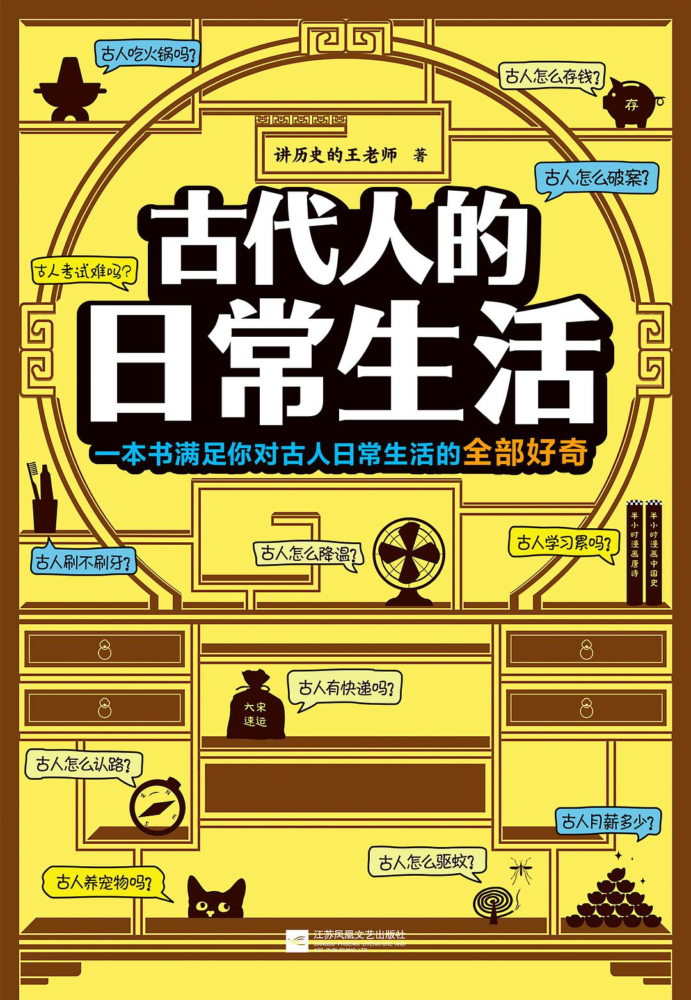 古人吃火锅吗?
古人怎么存钱?
存
讲历史的王老师 著
古人怎么破案?
古代人的
古人考试难吗?
日常生活
一本书满足你对古人日常生活的全部好奇
半小时漫画唐诗
半小时漫画中国史
古人学习累吗?
古人怎么降温?
古人刷不刷牙?
古人有快递吗?
大宋
速运
古人怎么认路?
N
E
S
W
古人月薪多少?
古人怎么驱蚊?
古人养宠物吗?
江苏凤凰文艺出版社
JIANGSU PHOENIX LITERATURE AND
ART PUBLISHING LTD